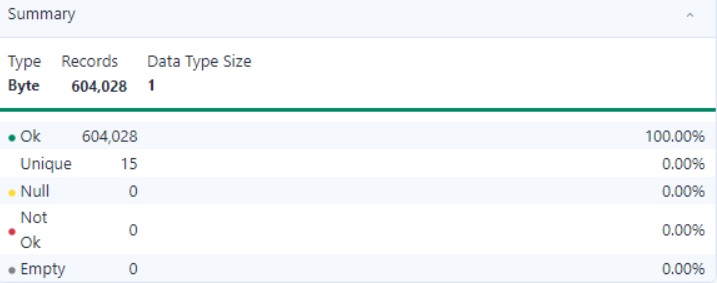 Summary
Type Records Data Type Size
Byte 604,028 1
Ok 604,028 100.00%
Unique 15 0.00%
Null 0 0.00%
Not
Ok 0 0.00%
Empty 0 0.00%